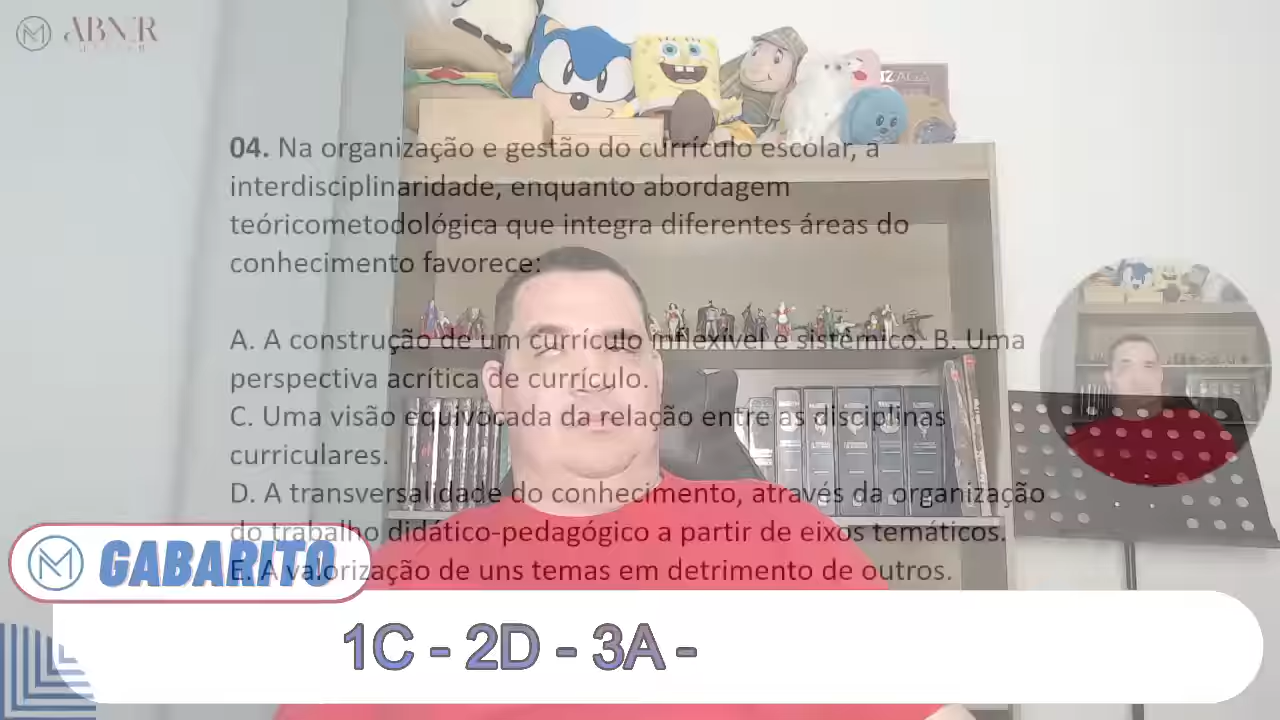 ABNER
04. Na organização e gestão do currículo escolar, a
interdisciplinaridade, enquanto abordagem
teóricometodológica que integra diferentes áreas do
conhecimento favorece:
A. A construção de um currículo inflexível e sistêmico. B. Uma
perspectiva acrítica de currículo.
C. Uma visão equivocada da relação entre as disciplinas
curriculares.
D. A transversalidade do conhecimento, através da organização
do trabalho didático-pedagógico a partir de eixos temáticos.
E. A valorização de uns temas em detrimento de outros.
GABARITO
1C - 2D - 3A -